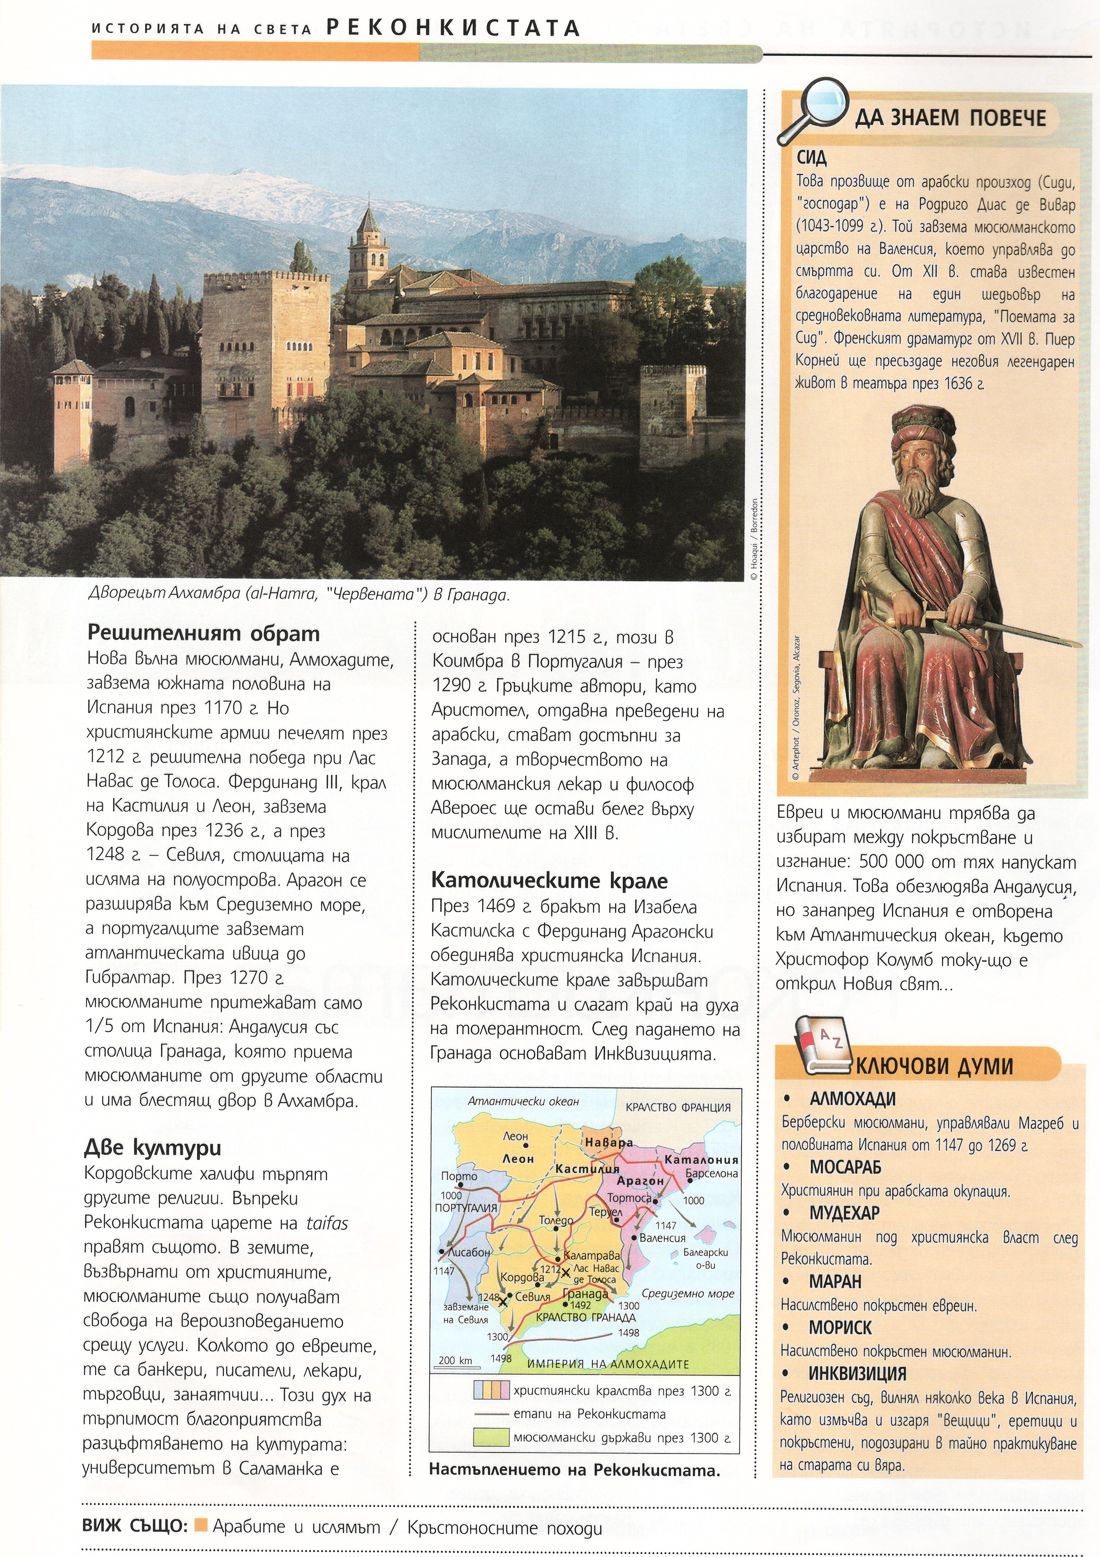 ИСТОРИЯТА НА СВЕТА РЕКОНКИСТАТА
© Hoaqui / Borredon
Дворецът Алхамбра (al-Hamra, "Червената") в Гранада.
Решителният обрат
Нова вълна мюсюлмани, Алмохадите,
завзема южната половина на
Испания през 1170 г. Но
християнските армии печелят през
1212 г. решителна победа при Лас
Навас де Толоса. Фердинанд III, крал
на Кастилия и Леон, завзема
Кордова през 1236 г., а през
1248 г. – Севиля, столицата на
исляма на полуострова. Арагон се
разширява към Средиземно море,
а португалците завземат
атлантическата ивица до
Гибралтар. През 1270 г.
мюсюлманите притежават само
1/5 от Испания: Андалусия със
столица Гранада, която приема
мюсюлманите от другите области
и има блестящ двор в Алхамбра.
Две култури
Кордовските халифи търпят
другите религии. Въпреки
Реконкистата царете на taifas
правят същото. В земите,
възвърнати от християните,
мюсюлманите също получават
свобода на вероизповеданието
срещу услуги. Колкото до евреите,
те са банкери, писатели, лекари,
търговци, занаятчии... Този дух на
търпимост благоприятства
разцъфтяването на културата:
университетът в Саламанка е
основан през 1215 г., този в
Коимбра в Португалия – през
1290 г. Гръцките автори, като
Аристотел, отдавна преведени на
арабски, стават достъпни за
Запада, а творчеството на
мюсюлманския лекар и философ
Авероес ще остави белег върху
мислителите на XIII в.
Католическите крале
През 1469 г. бракът на Изабела
Кастилска с Фердинанд Арагонски
обединява християнска Испания.
Католическите крале завършват
Реконкистата и слагат край на духа
на толерантност. След падането на
Гранада основават Инквизицията.
Атлантически океан
КРАЛСТВО ФРАНЦИЯ
Леон
Навара
Леон
Кастилия
Каталония
Порто
Арагон
Барселона
1000
Тортоса
1000
ПОРТУГАЛИЯ
Теруел
Толедо
1147
Валенсия
Лисабон
Калатрава
Балеарски
о-ви
1147
1212
Лас Навас
де Толоса
Кордова
1248
Севиля
Гранада
Средиземно море
завземане
на Севиля
1492
1300
КРАЛСТВО ГРАНАДА
1300
1498
1498
200 km
ИМПЕРИЯ НА АЛМОХАДИТЕ
християнски кралства през 1300 г.
етапи на Реконкистата
мюсюлмански държави през 1300 г.
Настъплението на Реконкистата.
ДА ЗНАЕМ ПОВЕЧЕ
СИД
Това прозвище от арабски произход (Сиди,
"господар") е на Родриго Диас де Вивар
(1043-1099 г.). Той завзема мюсюлманското
царство на Валенсия, което управлява до
смъртта си. От XII в. става известен
благодарение на един шедьовър на
средновековната литература, "Поемата за
Сид". Френският драматург от XVII в. Пиер
Корней ще пресъздаде неговия легендарен
живот в театъра през 1636 г.
© Artephot / Oronoz, Segovia, Alcazar
Евреи и мюсюлмани трябва да
избират между покръстване и
изгнание: 500 000 от тях напускат
Испания. Това обезлюдява Андалусия,
но занапред Испания е отворена
към Атлантическия океан, където
Христофор Колумб току-що е
открил Новия свят...
A Z
КЛЮЧОВИ ДУМИ
• АЛМОХАДИ
Берберски мюсюлмани, управлявали Магреб и
половината Испания от 1147 до 1269 г.
• МОСАРАБ
Християнин при арабската окупация.
• МУДЕХАР
Мюсюлманин под християнска власт след
Реконкистата.
• МАРАН
Насилствено покръстен евреин.
• МОРИСК
Насилствено покръстен мюсюлманин.
• ИНКВИЗИЦИЯ
Религиозен съд, вилнял няколко века в Испания,
като измъчва и изгаря "вещици", еретици и
покръстени, подозирани в тайно практикуване
на старата си вяра.
ВИЖ СЪЩО: Арабите и ислямът / Кръстоносните походи